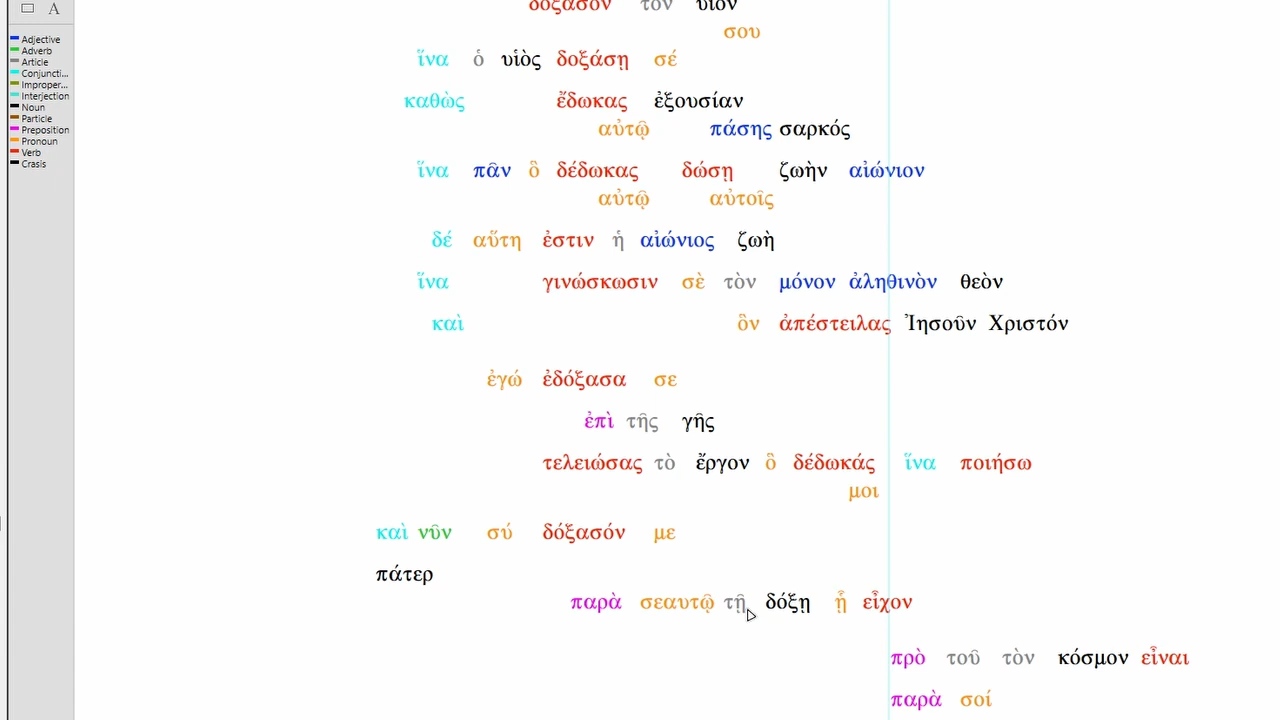 A
Adjective
Adverb
Article
Conjuncti...
Improper...
Interjection
Noun
Particle
Preposition
Pronoun
Verb
Crasis
δόξασόν τὸν υἱόν
σου
ἵνα ὁ υἱὸς δοξάσῃ σέ
καθὼς ἔδωκας ἐξουσίαν
αὐτῷ πάσης σαρκός
ἵνα πᾶν ὃ δέδωκας δώσῃ ζωὴν αἰώνιον
αὐτῷ αὐτοῖς
δέ αὕτη ἐστιν ἡ αἰώνιος ζωὴ
ἵνα γινώσκωσιν σὲ τὸν μόνον ἀληθινὸν θεὸν
καὶ ὃν ἀπέστειλας Ἰησοῦν Χριστόν
ἐγώ ἐδόξασα σε
ἐπὶ τῆς γῆς
τελειώσας τὸ ἔργον ὃ δέδωκάς ἵνα ποιήσω
μοι
καὶ νῦν σύ δόξασόν με
πάτερ
παρὰ σεαυτῷ τῇ δόξῃ ᾗ εἶχον
πρὸ τοῦ τὸν κόσμον εἶναι
παρὰ σοί